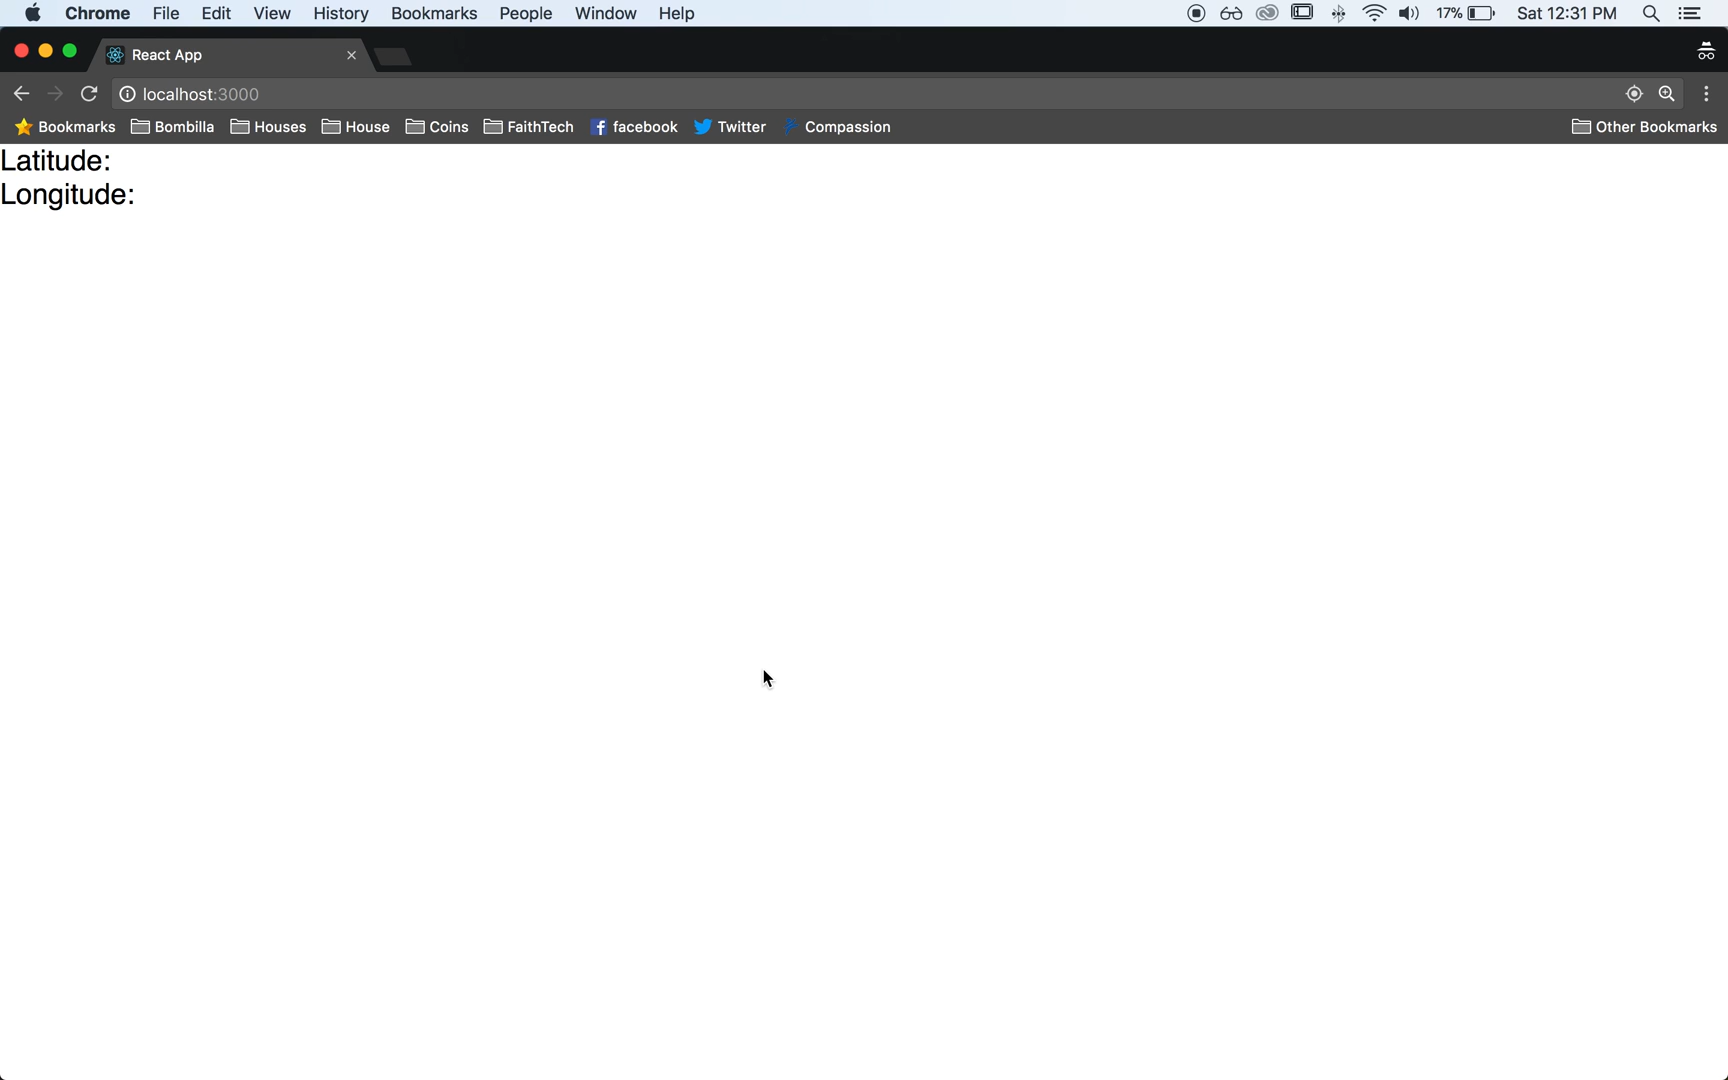 Chrome File Edit View History Bookmarks People Window Help 17% Sat 12:31 PM
React App
localhost:3000
Bookmarks Bombilla Houses House Coins FaithTech facebook Twitter Compassion Other Bookmarks
Latitude:
Longitude: